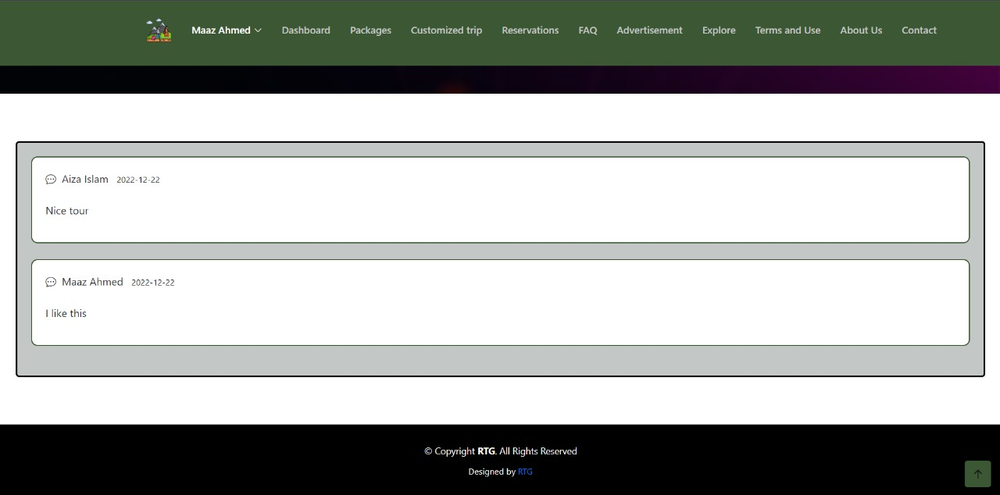 Maaz Ahmed Dashboard Packages Customized trip Reservations FAQ Advertisement Explore Terms and Use About Us Contact
Aiza Islam 2022-12-22
Nice tour
Maaz Ahmed 2022-12-22
I like this
© Copyright RTG. All Rights Reserved
Designed by RTG